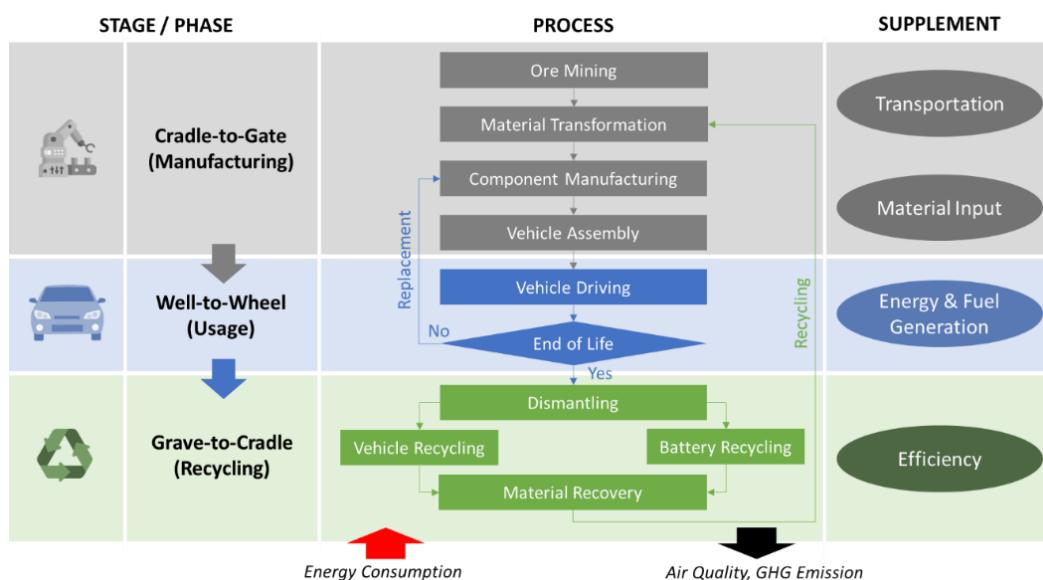 STAGE / PHASE
PROCESS
SUPPLEMENT
Cradle-to-Gate
(Manufacturing)
Ore Mining
Material Transformation
Component Manufacturing
Vehicle Assembly
Transportation
Material Input
Well-to-Wheel
(Usage)
Replacement
Vehicle Driving
No
End of Life
Yes
Recycling
Energy & Fuel
Generation
Grave-to-Cradle
(Recycling)
Dismantling
Vehicle Recycling
Battery Recycling
Material Recovery
Efficiency
Energy Consumption
Air Quality, GHG Emission